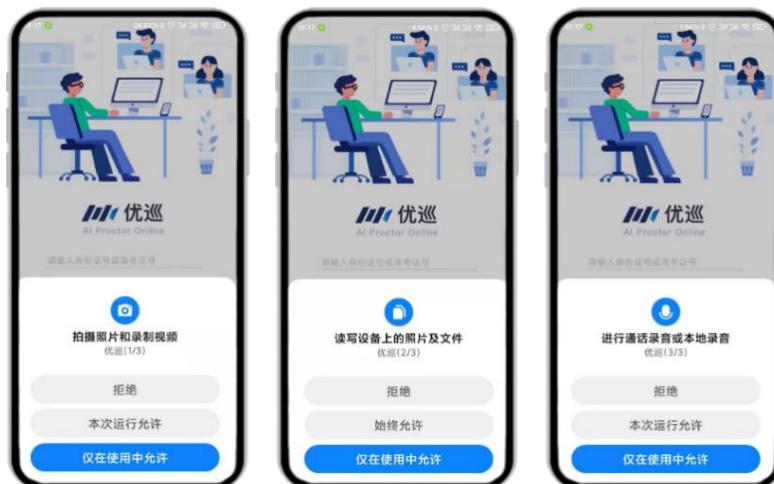 优巡
AI Proctor Online
请输入身份证号或准考证号
拍摄照片和录制视频
优巡(1/3)
拒绝
本次运行允许
仅在使用中允许
优巡
AI Proctor Online
请输入身份证号或准考证号
读写设备上的照片及文件
优巡(2/3)
拒绝
始终允许
仅在使用中允许
优巡
AI Proctor Online
请输入身份证号或准考证号
进行通话录音或本地录音
优巡(3/3)
拒绝
本次运行允许
仅在使用中允许